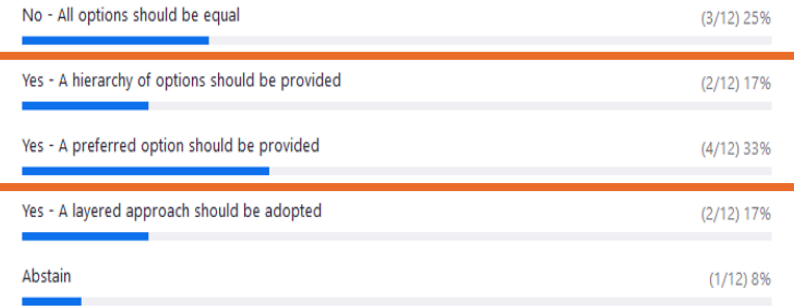 No - All options should be equal (3/12) 25%
Yes - A hierarchy of options should be provided (2/12) 17%
Yes - A preferred option should be provided (4/12) 33%
Yes - A layered approach should be adopted (2/12) 17%
Abstain (1/12) 8%